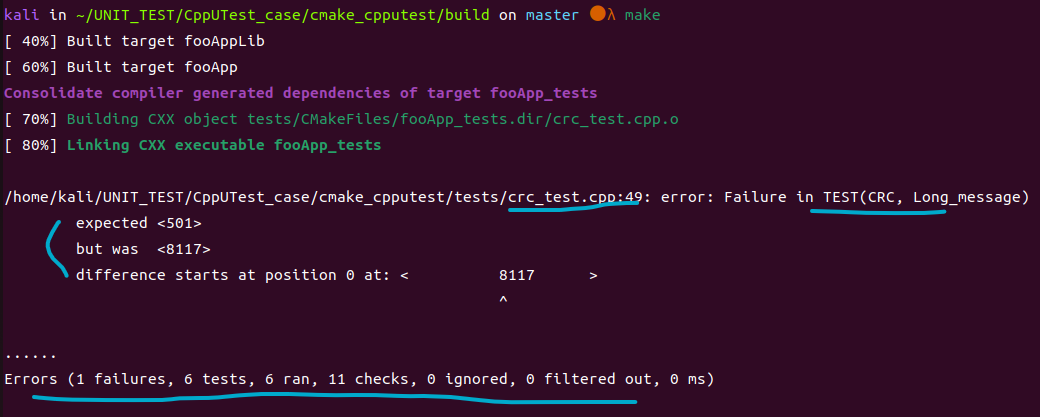 kali in ~/UNIT_TEST/CppUTest_case/cmake_cpputest/build on master λ make
[ 40%] Built target fooAppLib
[ 60%] Built target fooApp
Consolidate compiler generated dependencies of target fooApp_tests
[ 70%] Building CXX object tests/CMakeFiles/fooApp_tests.dir/crc_test.cpp.o
[ 80%] Linking CXX executable fooApp_tests
/home/kali/UNIT_TEST/CppUTest_case/cmake_cpputest/tests/crc_test.cpp:49: error: Failure in TEST(CRC, Long_message)
expected <501>
but was  <8117>
difference starts at position 0 at: <          8117      >
^
......
Errors (1 failures, 6 tests, 6 ran, 11 checks, 0 ignored, 0 filtered out, 0 ms)